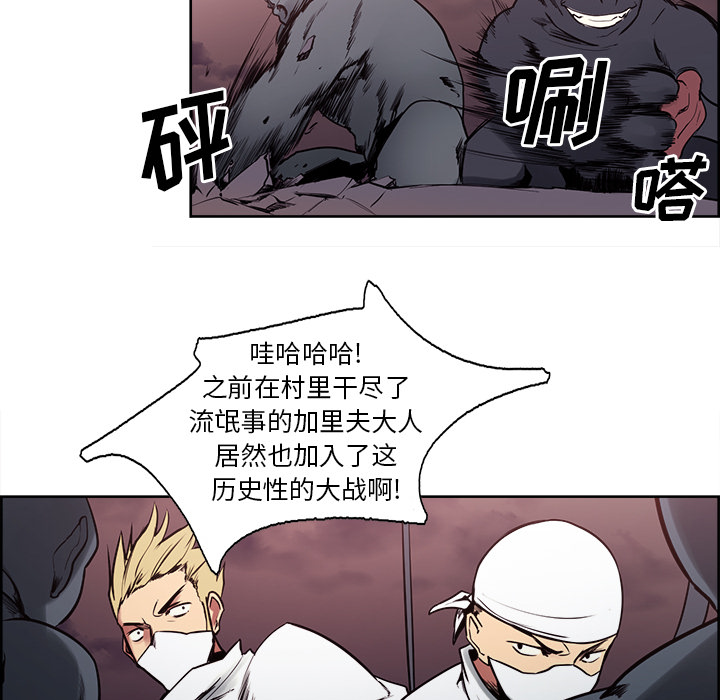 砰
唰
嗒
哇哈哈哈!
之前在村里干尽了
流氓事的加里夫大人
居然也加入了这
历史性的大战啊!